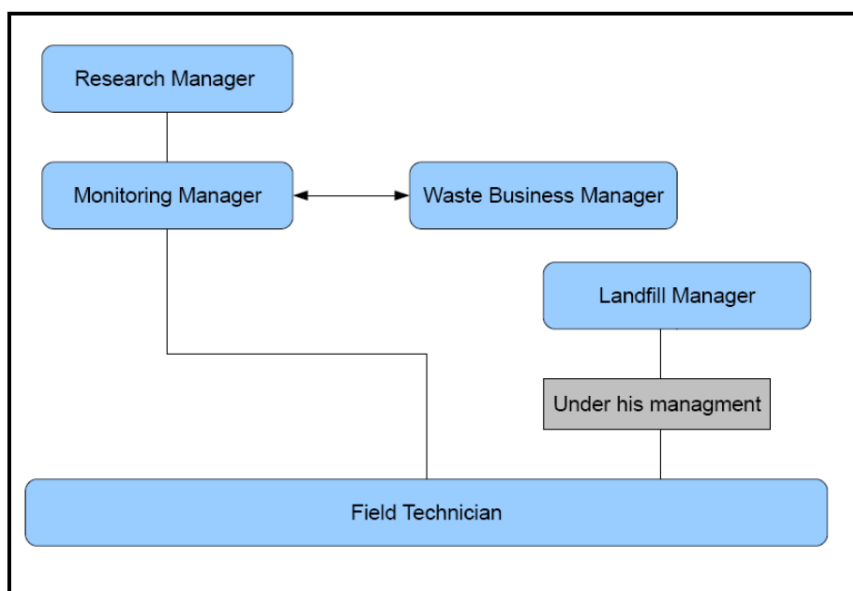 Research Manager
Monitoring Manager
Waste Business Manager
Landfill Manager
Under his managment
Field Technician